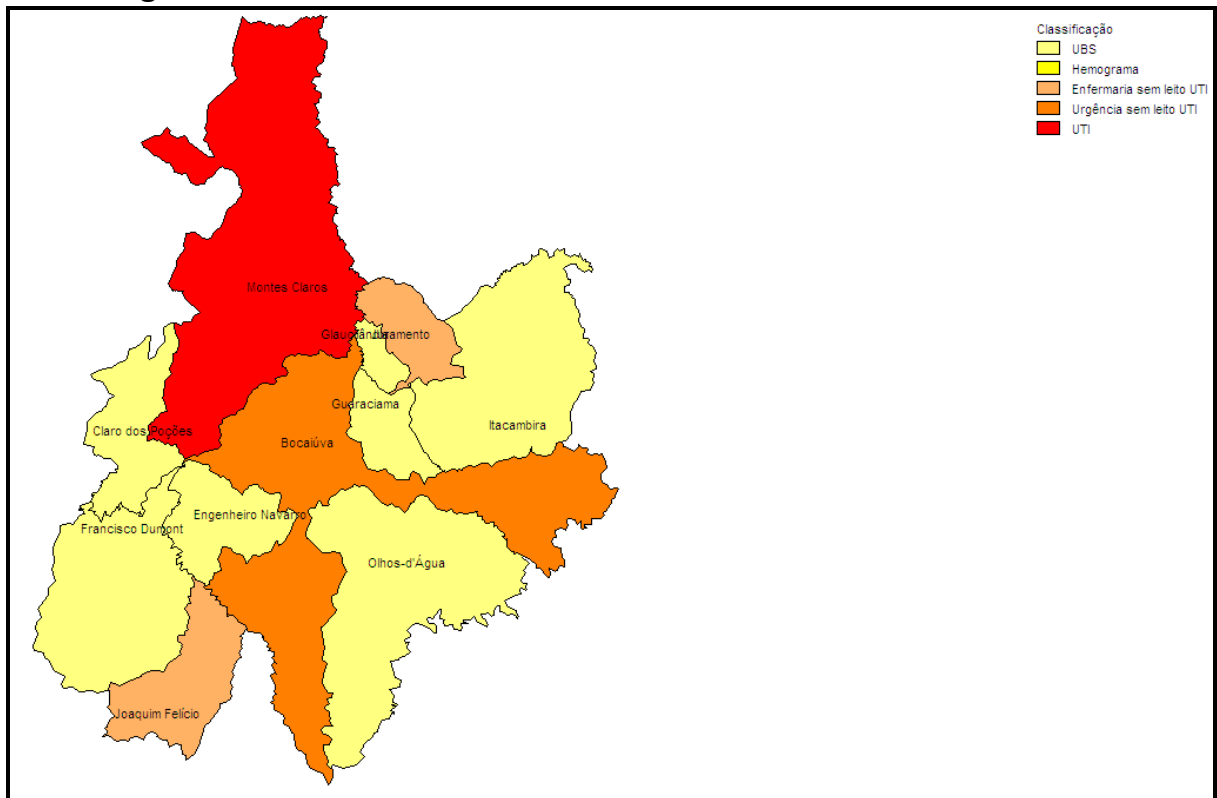 Classificação
UBS
Hemograma
Enfermaria sem leito UTI
Urgência sem leito UTI
UTI
Montes Claros
Glaucilândia
Juramento
Guaraciama
Itacambira
Claro dos Poções
Bocaiúva
Engenheiro Navarro
Francisco Dumont
Olhos-d'Água
Joaquim Felício